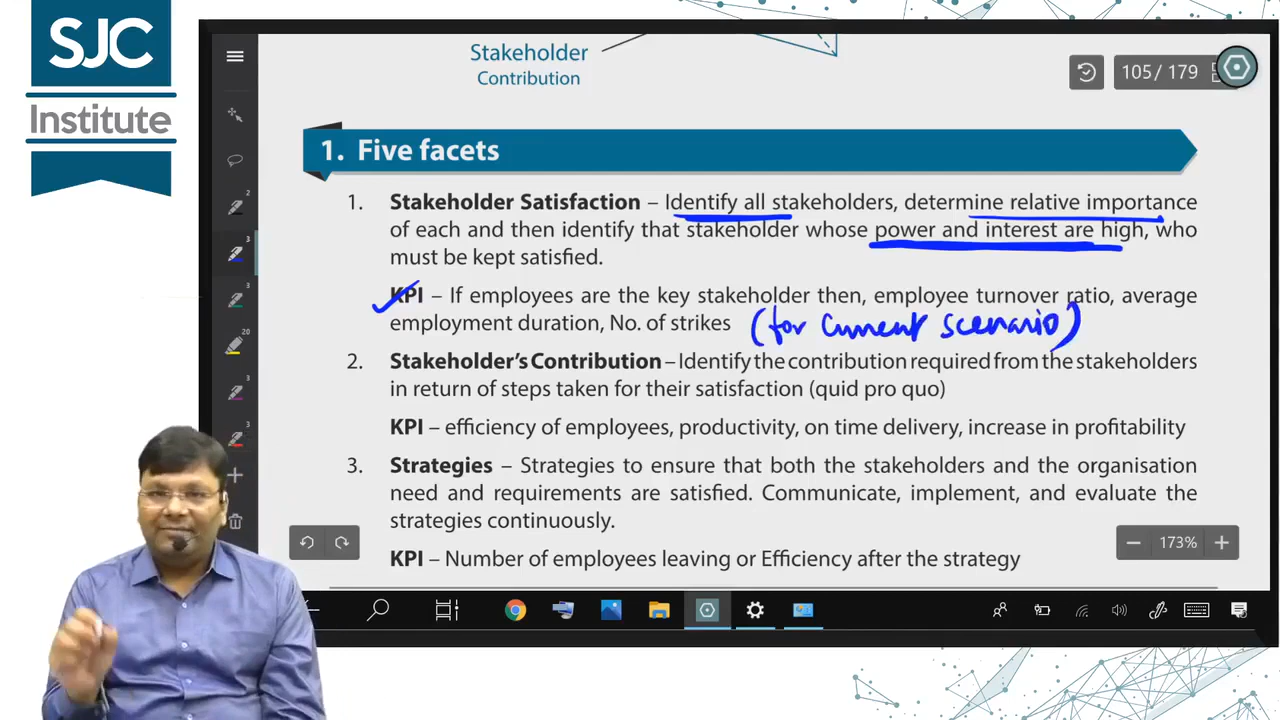 SJC
Institute
Stakeholder
Contribution
105 / 179
1. Five facets
1. Stakeholder Satisfaction – Identify all stakeholders, determine relative importance
of each and then identify that stakeholder whose power and interest are high, who
must be kept satisfied.
KPI – If employees are the key stakeholder then, employee turnover ratio, average
employment duration, No. of strikes (for current scenario)
2. Stakeholder's Contribution – Identify the contribution required from the stakeholders
in return of steps taken for their satisfaction (quid pro quo)
KPI – efficiency of employees, productivity, on time delivery, increase in profitability
3. Strategies – Strategies to ensure that both the stakeholders and the organisation
need and requirements are satisfied. Communicate, implement, and evaluate the
strategies continuously.
173%
KPI – Number of employees leaving or Efficiency after the strategy
2
3
3
20
3
3